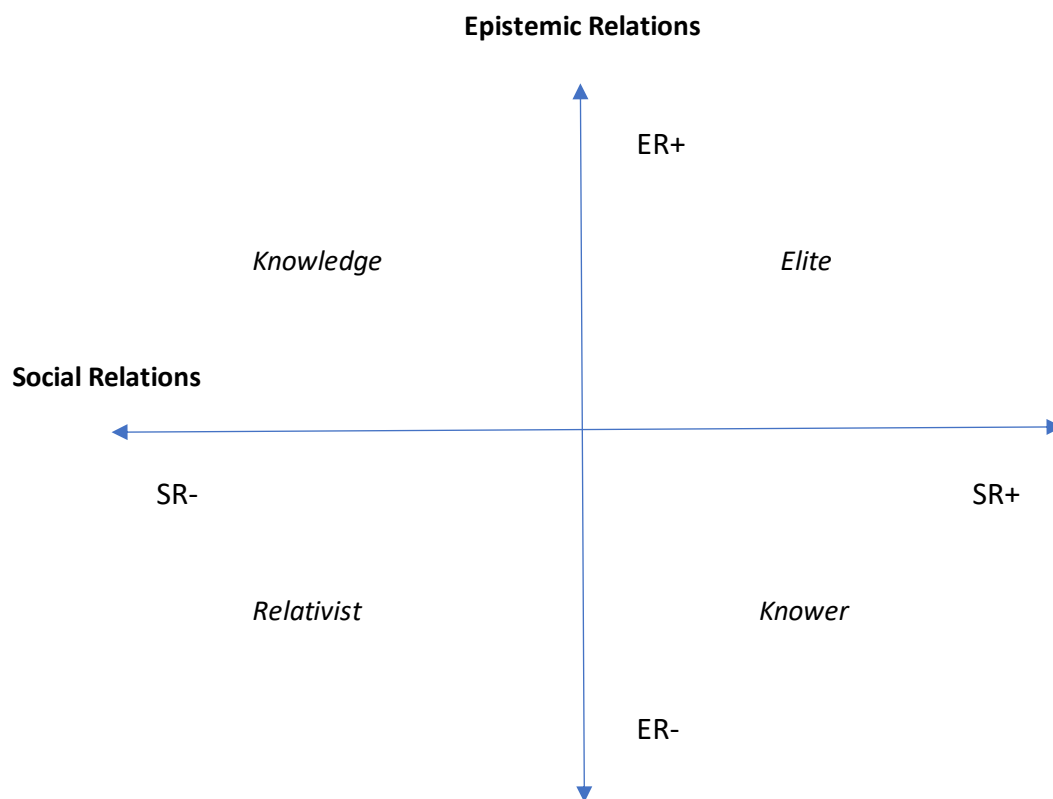 Epistemic Relations
ER+
Knowledge Elite
Social Relations
SR- SR+
Relativist Knower
ER-